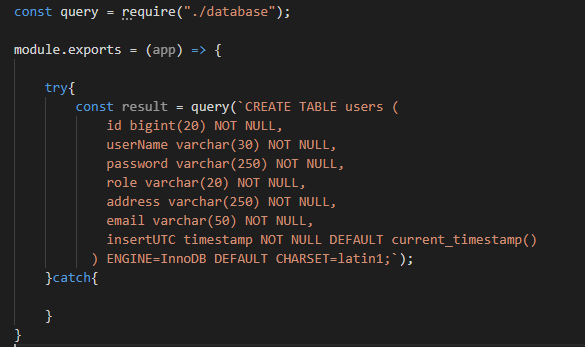 const query = require("./database");
module.exports = (app) => {
try{
const result = query(`CREATE TABLE users (
id bigint(20) NOT NULL,
userName varchar(30) NOT NULL,
password varchar(250) NOT NULL,
role varchar(20) NOT NULL,
address varchar(250) NOT NULL,
email varchar(50) NOT NULL,
insertUTC timestamp NOT NULL DEFAULT current_timestamp()
) ENGINE=InnoDB DEFAULT CHARSET=latin1;`);
}catch{
}
}